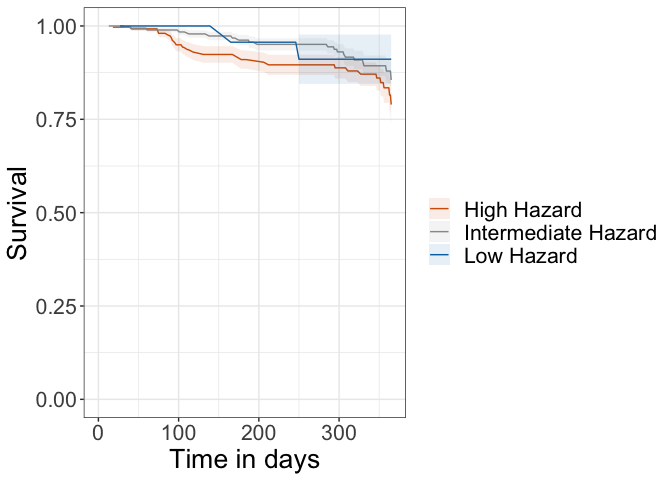 1.00
0.75
0.50
0.25
0.00
Survival
0 100 200 300
Time in days
High Hazard
Intermediate Hazard
Low Hazard